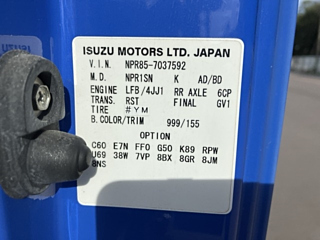 ISUZU MOTORS LTD. JAPAN
V.I.N. NPR85-7037592
M.D. NPR1SN K AD/BD
ENGINE LFB/4JJ1 RR AXLE 6CP
TRANS. RST FINAL GV1
TIRE #YM
B.COLOR/TRIM 999/155
OPTION
C60 E7N FF0 G50 K89 RPW
U69 38W 7VP 8BX 8GR 8JM
8NS